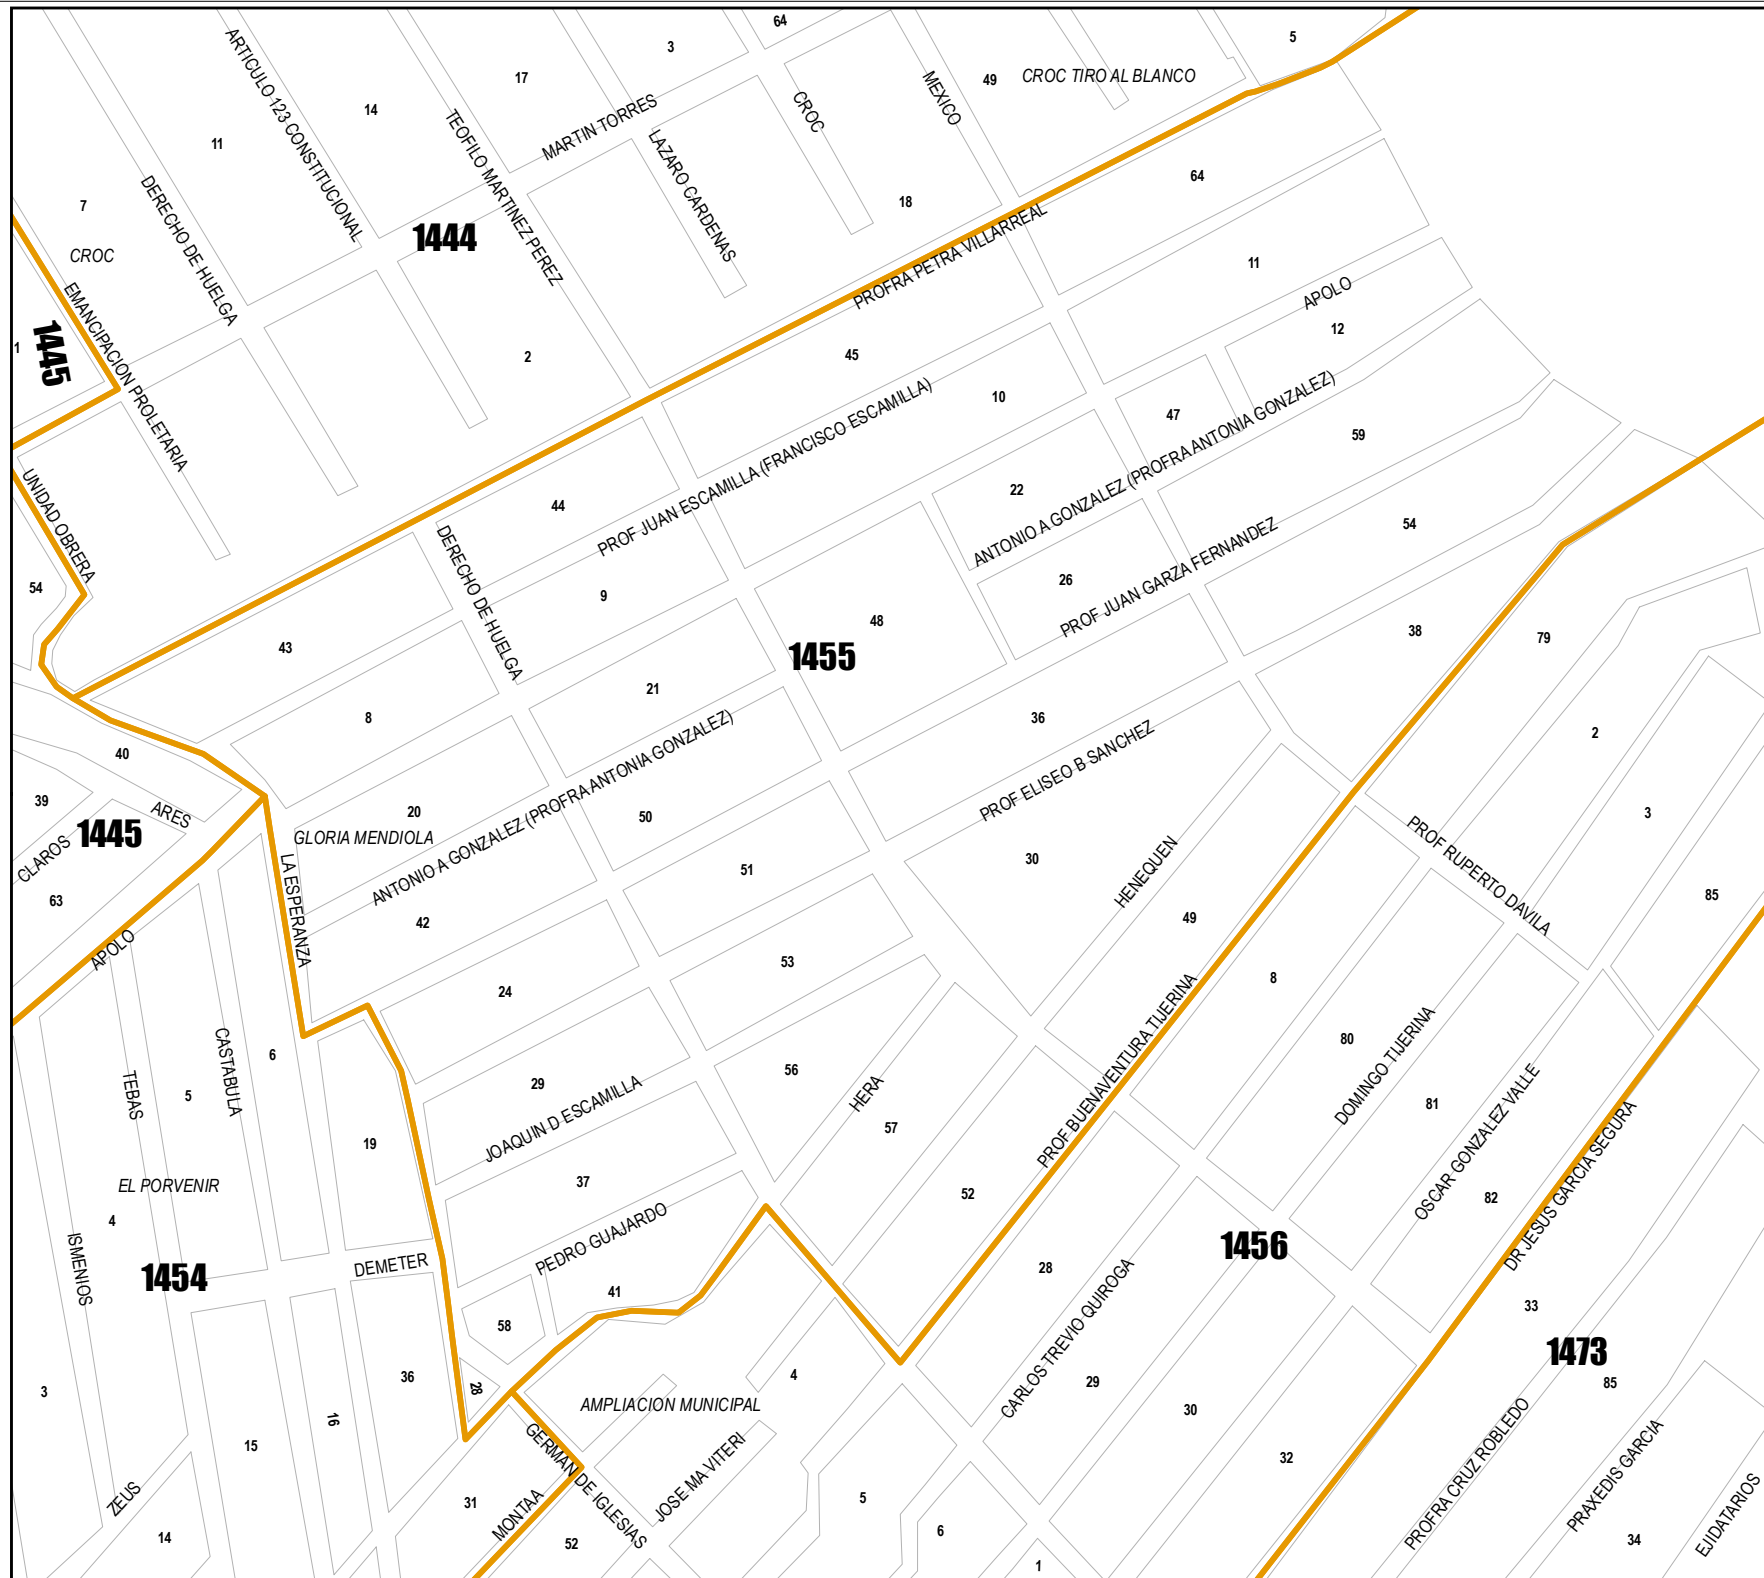 64
5
3
17
49
CROC TIRO AL BLANCO
ARTICULO 123 CONSTITUCIONAL
14
MEXICO
CROC
TEOFILO MARTINEZ PEREZ
MARTIN TORRES
11
LAZARO CARDENAS
64
DERECHO DE HUELGA
7
18
1444
PROFRA PETRA VILLARREAL
CROC
11
EMANCIPACION PROLETARIA
APOLO
12
1
1445
2
45
10
47
PROF JUAN ESCAMILLA (FRANCISCO ESCAMILLA)
ANTONIO A GONZALEZ (PROFRA ANTONIA GONZALEZ)
59
22
UNIDAD OBRERA
44
54
DERECHO DE HUELGA
PROF JUAN GARZA FERNANDEZ
26
54
9
48
38
79
43
1455
21
8
36
2
40
ANTONIO A GONZALEZ (PROFRA ANTONIA GONZALEZ)
PROF ELISEO B SANCHEZ
39
ARES
20
50
3
1445
GLORIA MENDIOLA
CLAROS
PROF RUPERTO DAVILA
30
HENEQUEN
51
63
LA ESPERANZA
42
49
85
APOLO
53
8
24
PROF BUENAVENTURA TIJERINA
80
DOMINGO TIJERINA
CASTABULA
6
TEBAS
5
29
56
HERA
81
OSCAR GONZALEZ VALLE
JOAQUIN D ESCAMILLA
57
19
DR JESUS GARCIA SEGURA
EL PORVENIR
37
52
82
4
PEDRO GUAJARDO
1456
ISMENIOS
DEMETER
1454
28
41
CARLOS TREVIO QUIROGA
33
58
1473
36
28
4
3
29
85
AMPLIACION MUNICIPAL
30
16
PROFRA CRUZ ROBLEDO
15
GERMAN DE IGLESIAS
JOSE MA VITERI
PRAXEDIS GARCIA
32
ZEUS
31
MONTAA
5
EJIDATARIOS
14
52
6
34
1